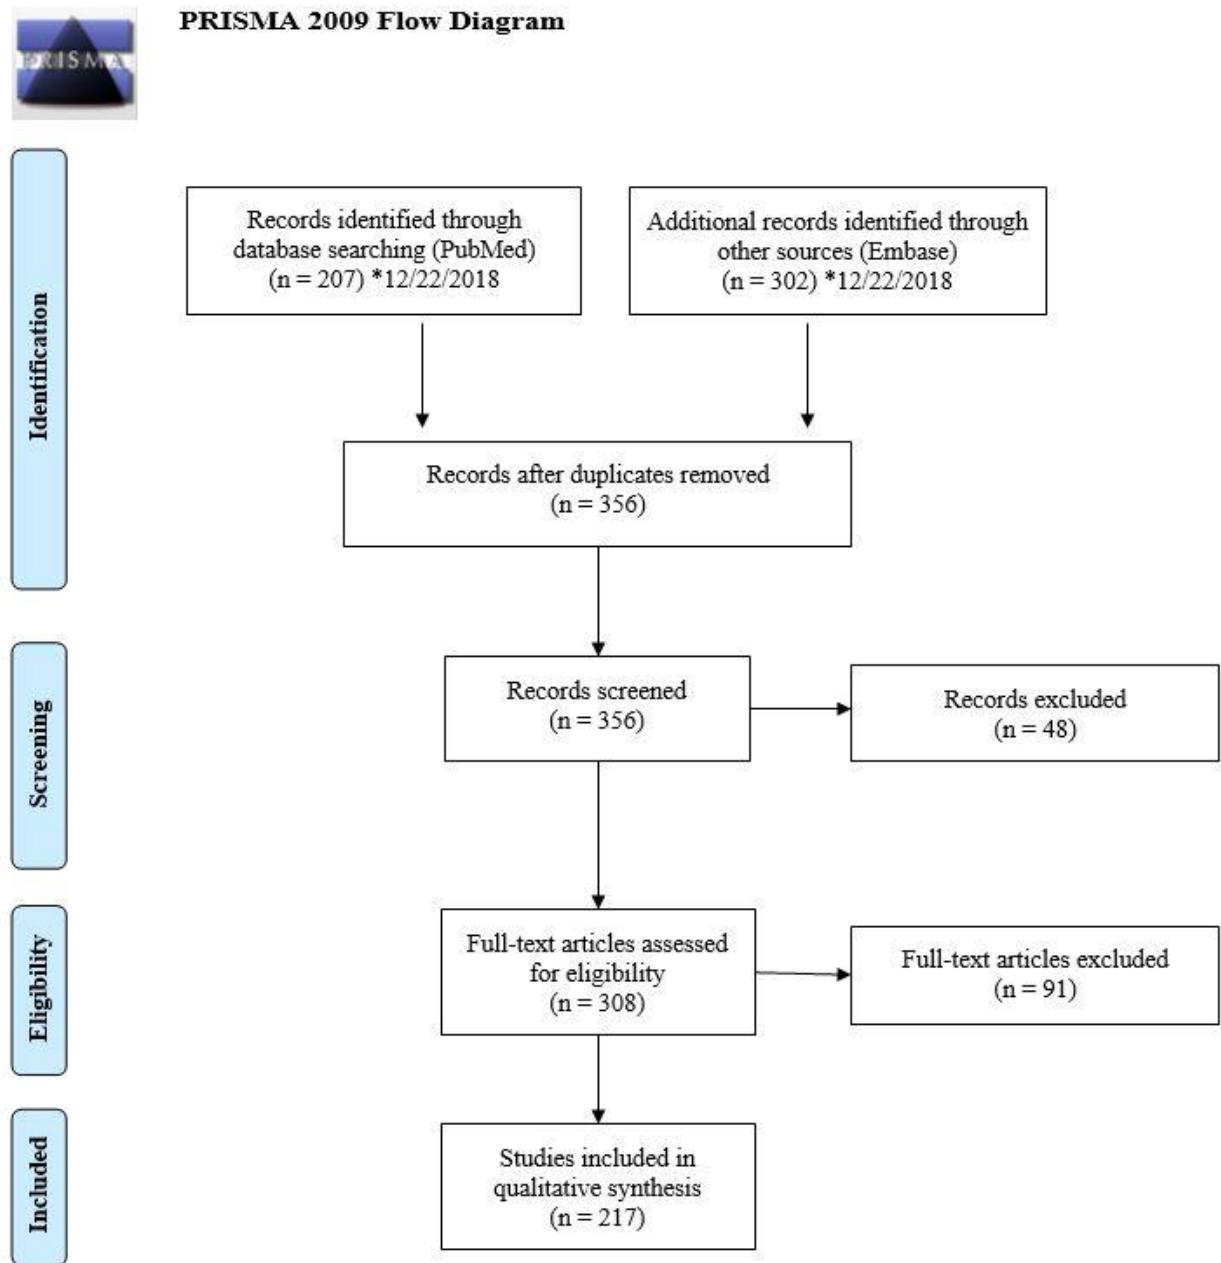 PRISMA 2009 Flow Diagram
PRISMA
Identification
Records identified through
database searching (PubMed)
(n = 207) *12/22/2018
Additional records identified through
other sources (Embase)
(n = 302) *12/22/2018
Records after duplicates removed
(n = 356)
Screening
Records screened
(n = 356)
Records excluded
(n = 48)
Eligibility
Full-text articles assessed
for eligibility
(n = 308)
Full-text articles excluded
(n = 91)
Included
Studies included in
qualitative synthesis
(n = 217)